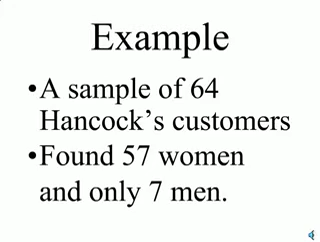 Example
•A sample of 64
Hancock's customers
•Found 57 women
and only 7 men.